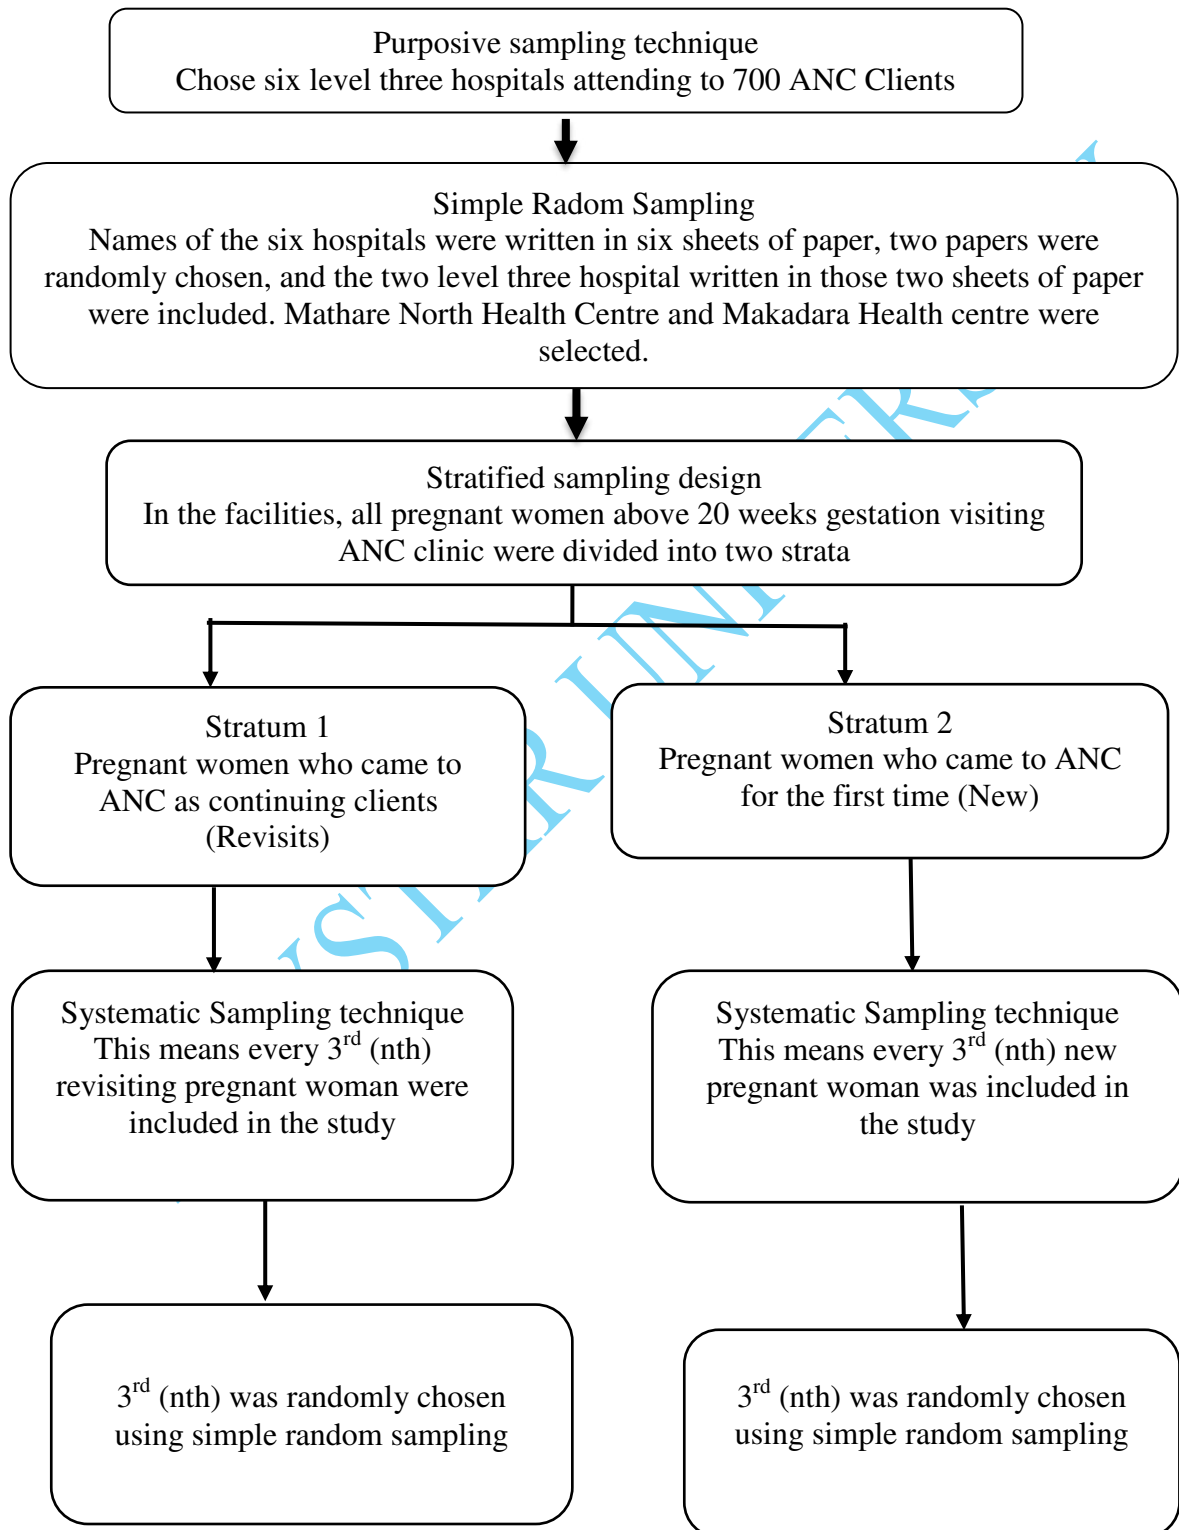 Purposive sampling technique
Chose six level three hospitals attending to 700 ANC Clients
Simple Radom Sampling
Names of the six hospitals were written in six sheets of paper, two papers were
randomly chosen, and the two level three hospital written in those two sheets of paper
were included. Mathare North Health Centre and Makadara Health centre were
selected.
Stratified sampling design
In the facilities, all pregnant women above 20 weeks gestation visiting
ANC clinic were divided into two strata
Stratum 1
Pregnant women who came to
ANC as continuing clients
(Revisits)
Stratum 2
Pregnant women who came to ANC
for the first time (New)
Systematic Sampling technique
This means every 3rd (nth)
revisiting pregnant woman were
included in the study
Systematic Sampling technique
This means every 3rd (nth) new
pregnant woman was included in
the study
3rd (nth) was randomly chosen
using simple random sampling
3rd (nth) was randomly chosen
using simple random sampling